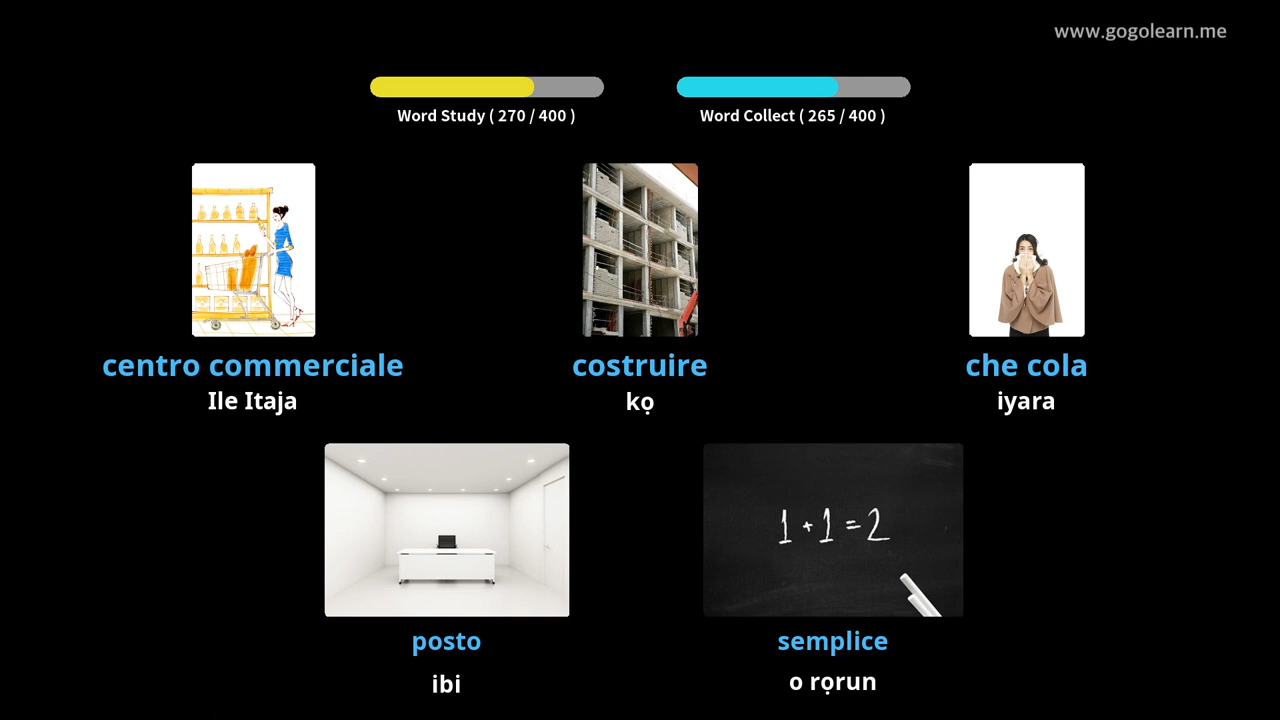 www.gogolearn.me
Word Study ( 270 / 400 )
Word Collect ( 265 / 400 )
centro commerciale
Ile Itaja
costruire
kọ
che cola
iyara
1 + 1 = 2
posto
ibi
semplice
o rọrun